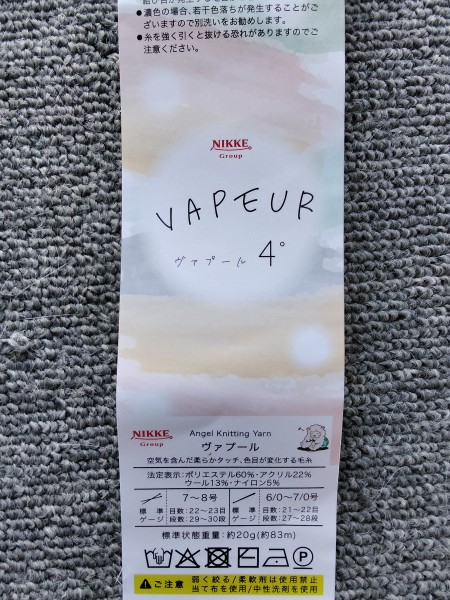 ●濃色の場合、若干色落ちが発生することがご
ざいますので別洗いをお勧めします。
●糸を強く引くと抜ける恐れがありますのでご
注意ください。
NIKKE
Group
VAPEUR
ヴァプール 4°
NIKKE
Group
Angel Knitting Yarn
ヴァプール
空気を含んだ柔らかタッチ、色目が変化する毛糸
法定表示:ポリエステル60%・アクリル22%
ウール13%・ナイロン5%
7〜8号
標準 目数:22〜23目
ゲージ 段数:29〜30段
6/0〜7/0号
標準 目数:21〜22目
ゲージ 段数:27〜28段
標準状態重量:約20g(約83m)
ご注意
弱く絞る/柔軟剤は使用禁止
当て布を使用/中性洗剤を使用